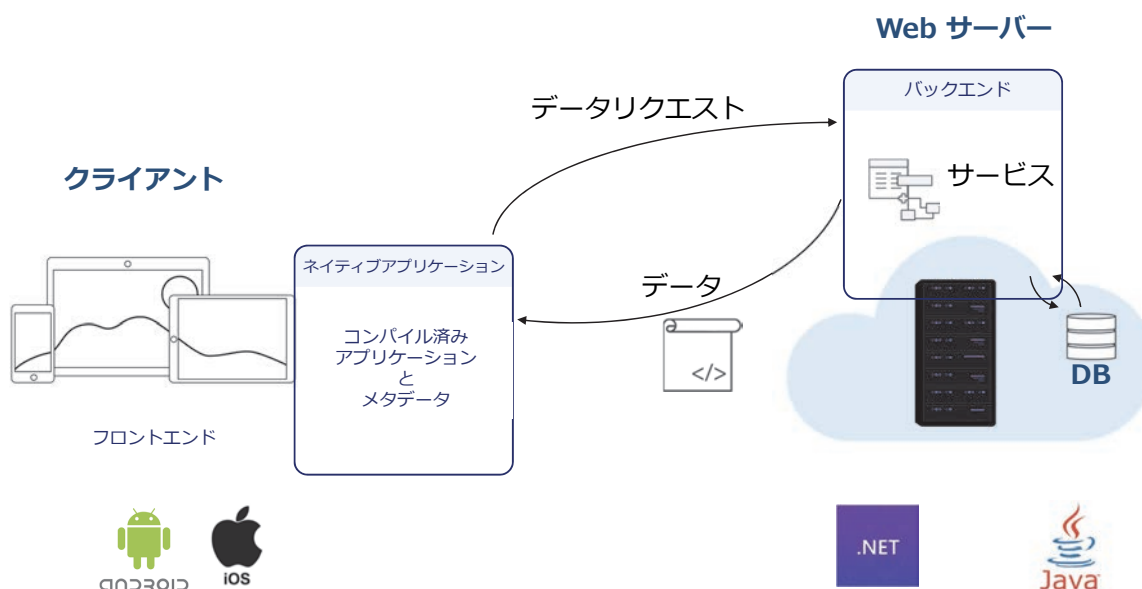 Web サーバー
バックエンド
データリクエスト
サービス
クライアント
ネイティブアプリケーション
データ
コンパイル済み
アプリケーション
と
メタデータ
</>
DB
フロントエンド
.NET
android
iOS
Java